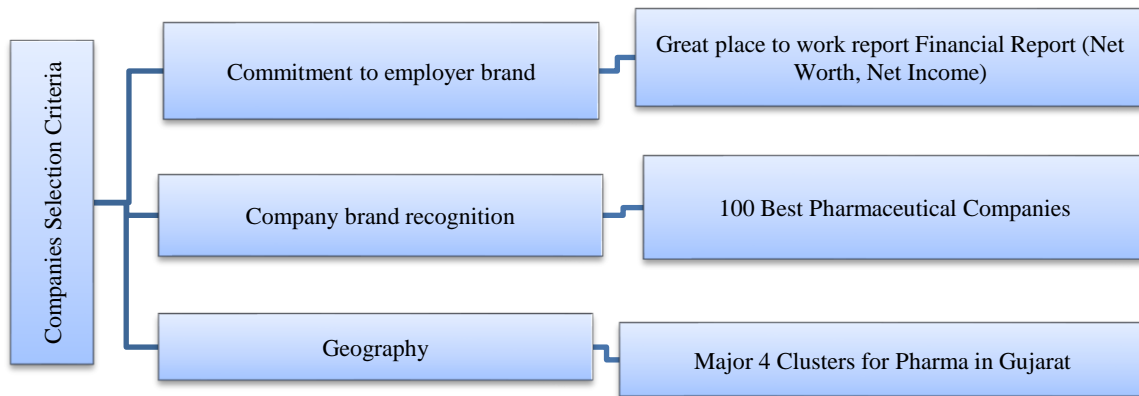 Companies Selection Criteria
Commitment to employer brand
Great place to work report Financial Report (Net
Worth, Net Income)
Company brand recognition
100 Best Pharmaceutical Companies
Geography
Major 4 Clusters for Pharma in Gujarat